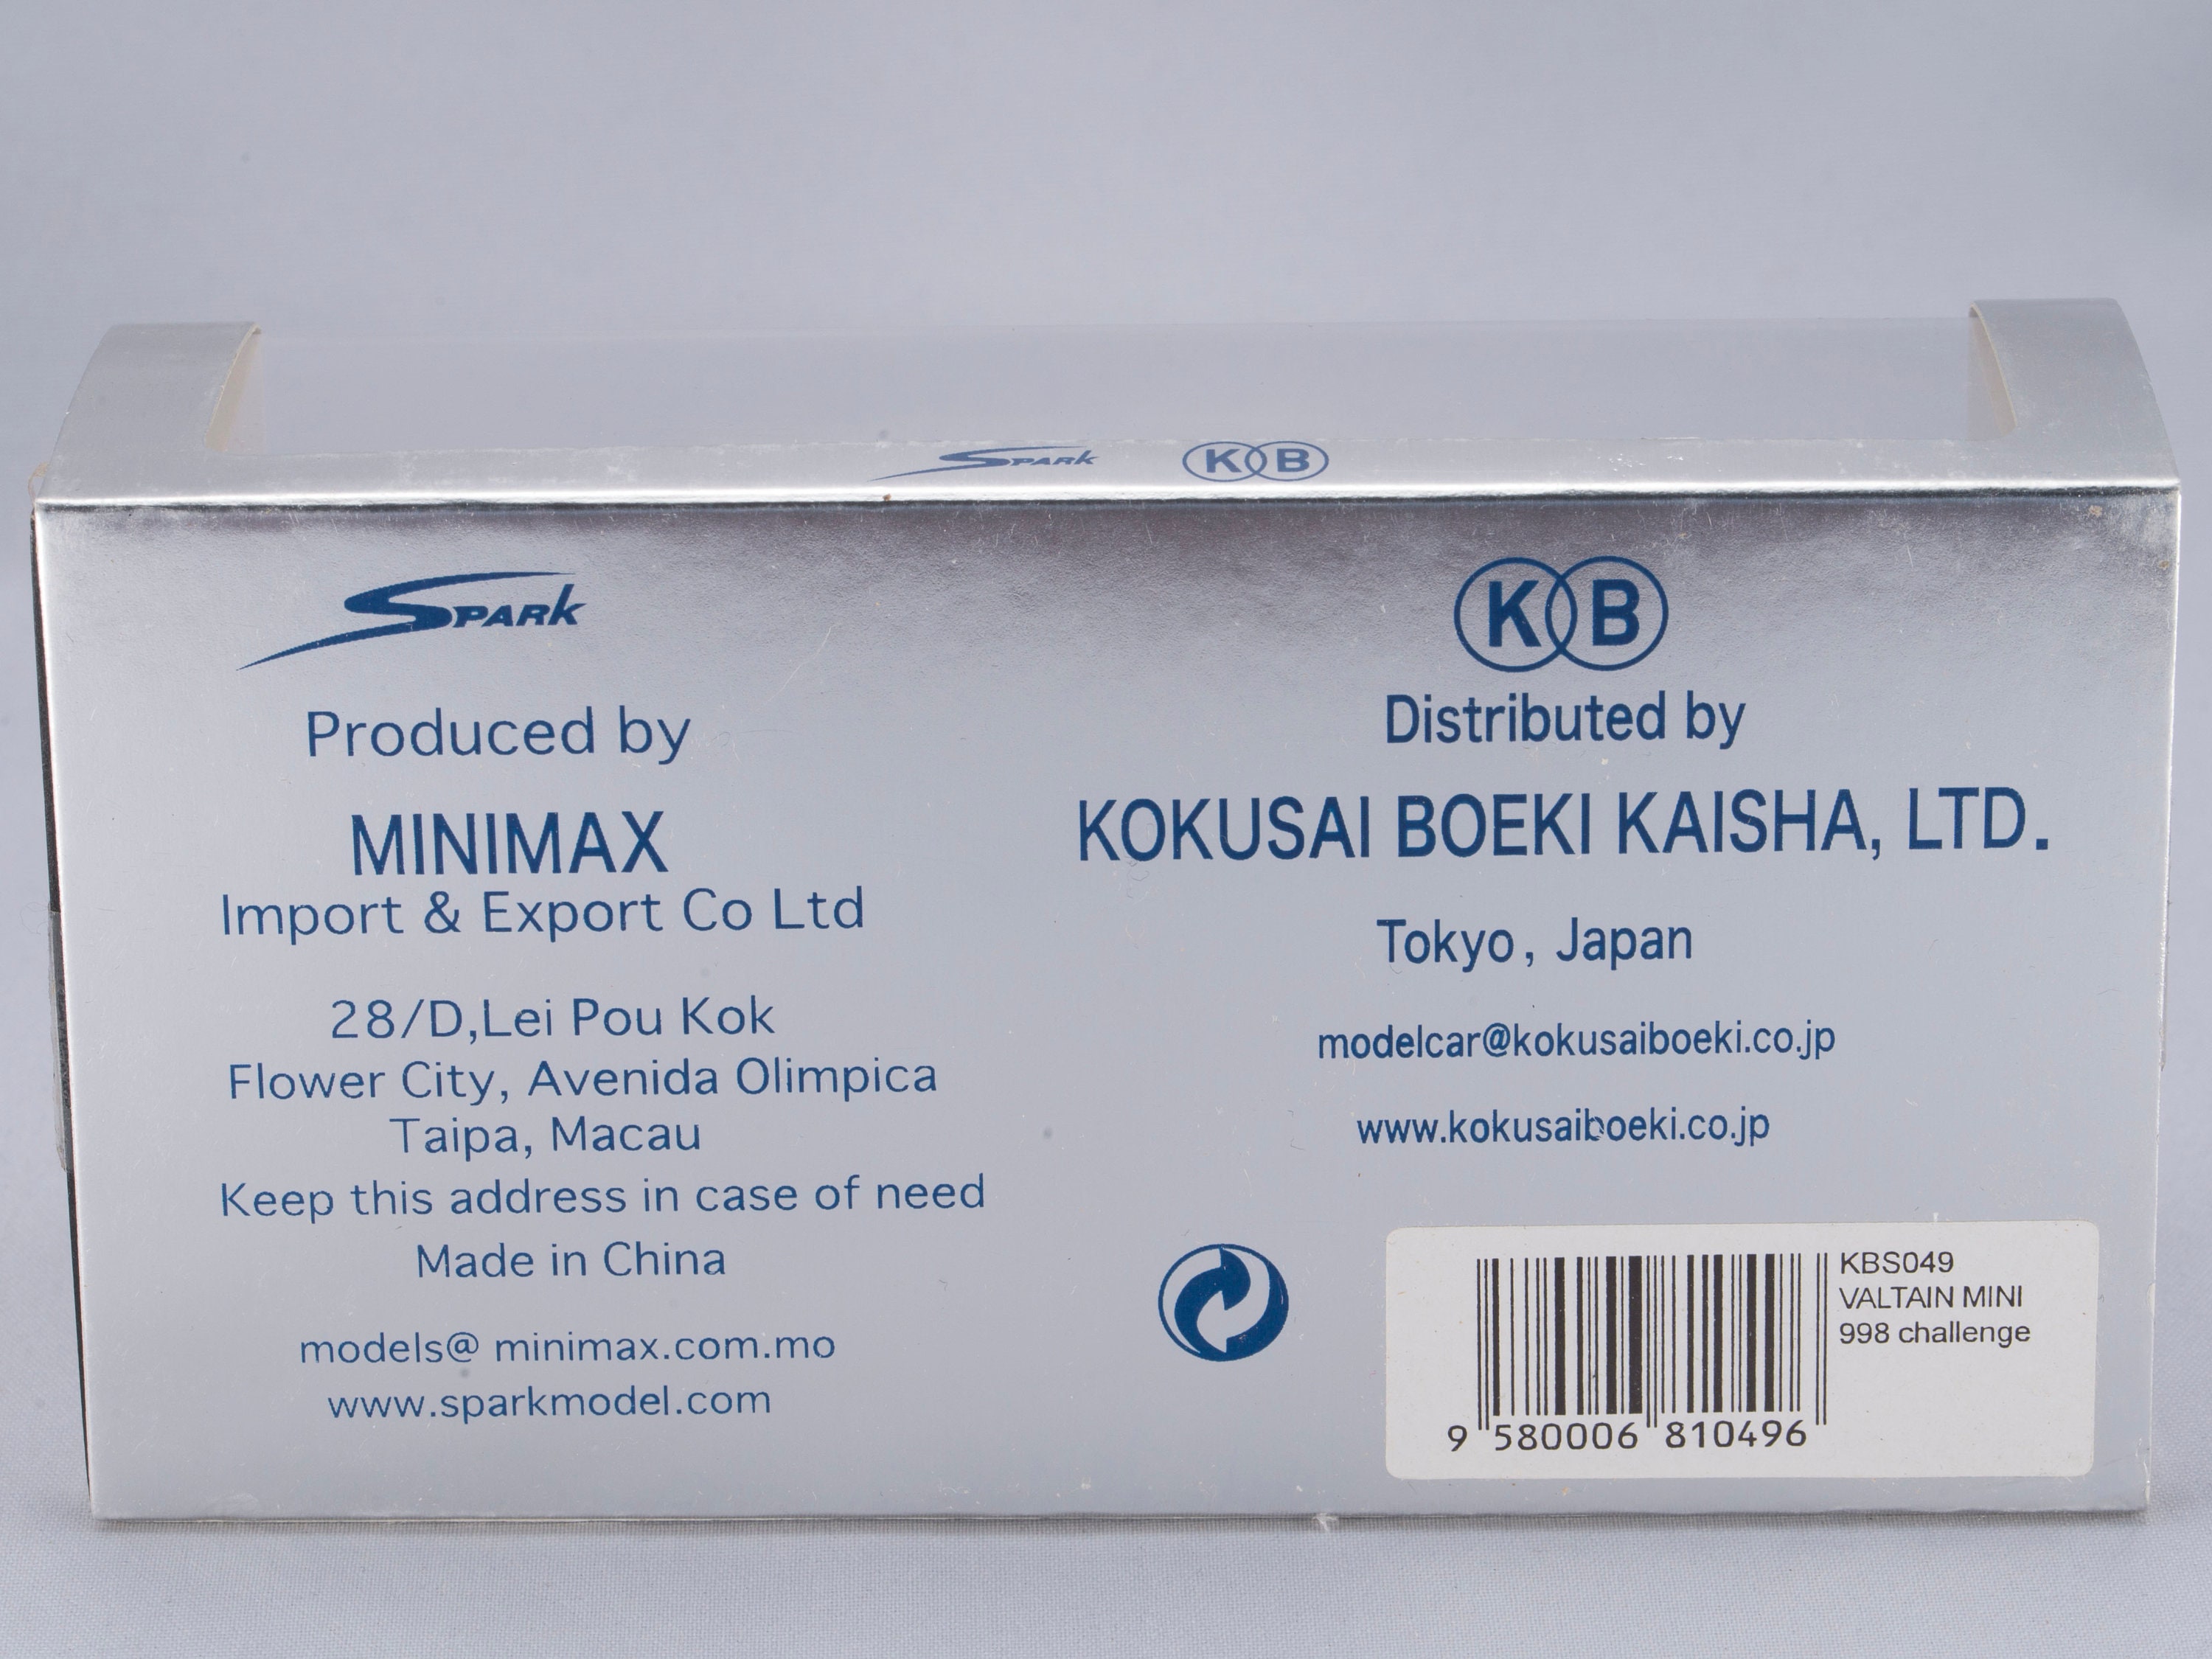 SPARK KB
SPARK
Produced by
MINIMAX
Import & Export Co Ltd
28/D,Lei Pou Kok
Flower City, Avenida Olimpica
Taipa, Macau
Keep this address in case of need
Made in China
models@ minimax.com.mo
www.sparkmodel.com
KB
Distributed by
KOKUSAI BOEKI KAISHA, LTD.
Tokyo, Japan
modelcar@kokusaiboeki.co.jp
www.kokusaiboeki.co.jp
KBS049
VALTAIN MINI
998 challenge
9 580006 810496